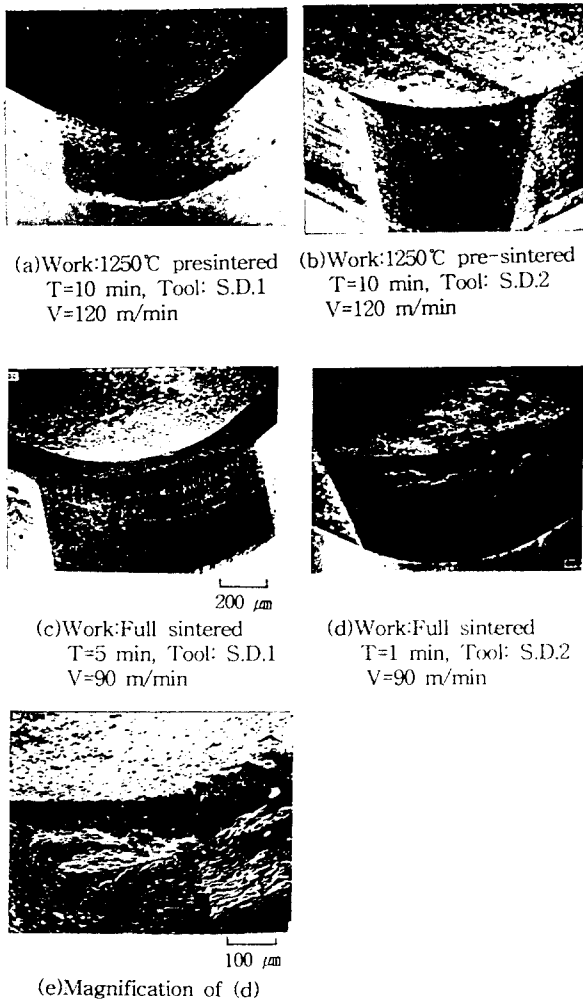 (a)Work:1250℃ presintered
T=10 min, Tool: S.D.1
V=120 m/min
(b)Work:1250℃ pre-sintered
T=10 min, Tool: S.D.2
V=120 m/min
200 ㎛
(c)Work:Full sintered
T=5 min, Tool: S.D.1
V=90 m/min
(d)Work:Full sintered
T=1 min, Tool: S.D.2
V=90 m/min
100 ㎛
(e)Magnification of (d)